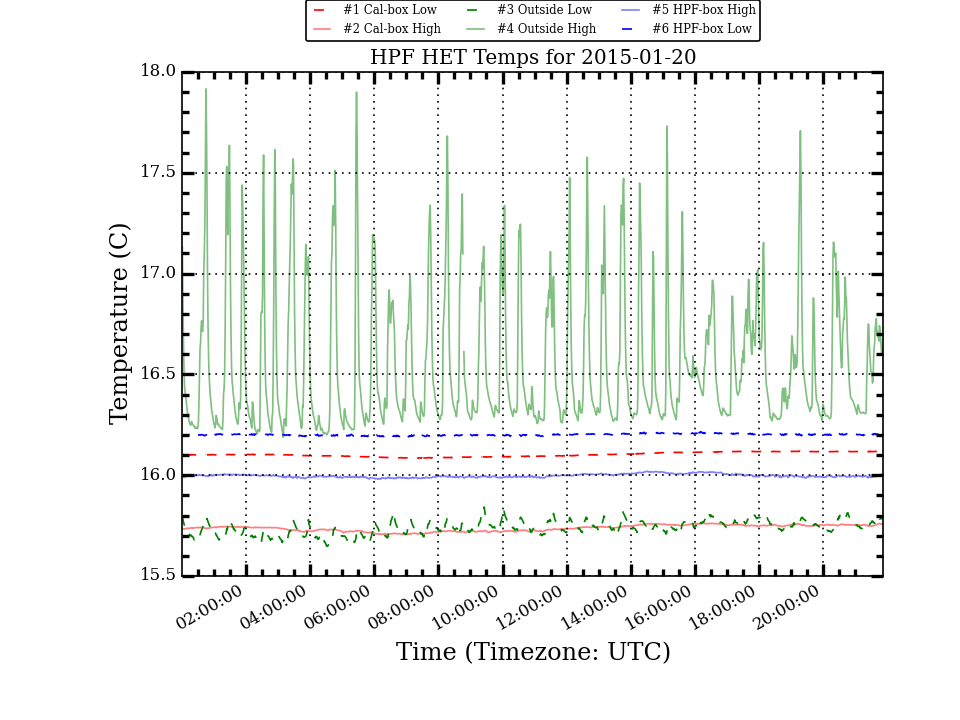 #1 Cal-box Low #3 Outside Low #5 HPF-box High
#2 Cal-box High #4 Outside High #6 HPF-box Low
HPF HET Temps for 2015-01-20
18.0
17.5
17.0
16.5
16.0
15.5
Temperature (C)
02:00:00 04:00:00 06:00:00 08:00:00 10:00:00 12:00:00 14:00:00 16:00:00 18:00:00 20:00:00
Time (Timezone: UTC)